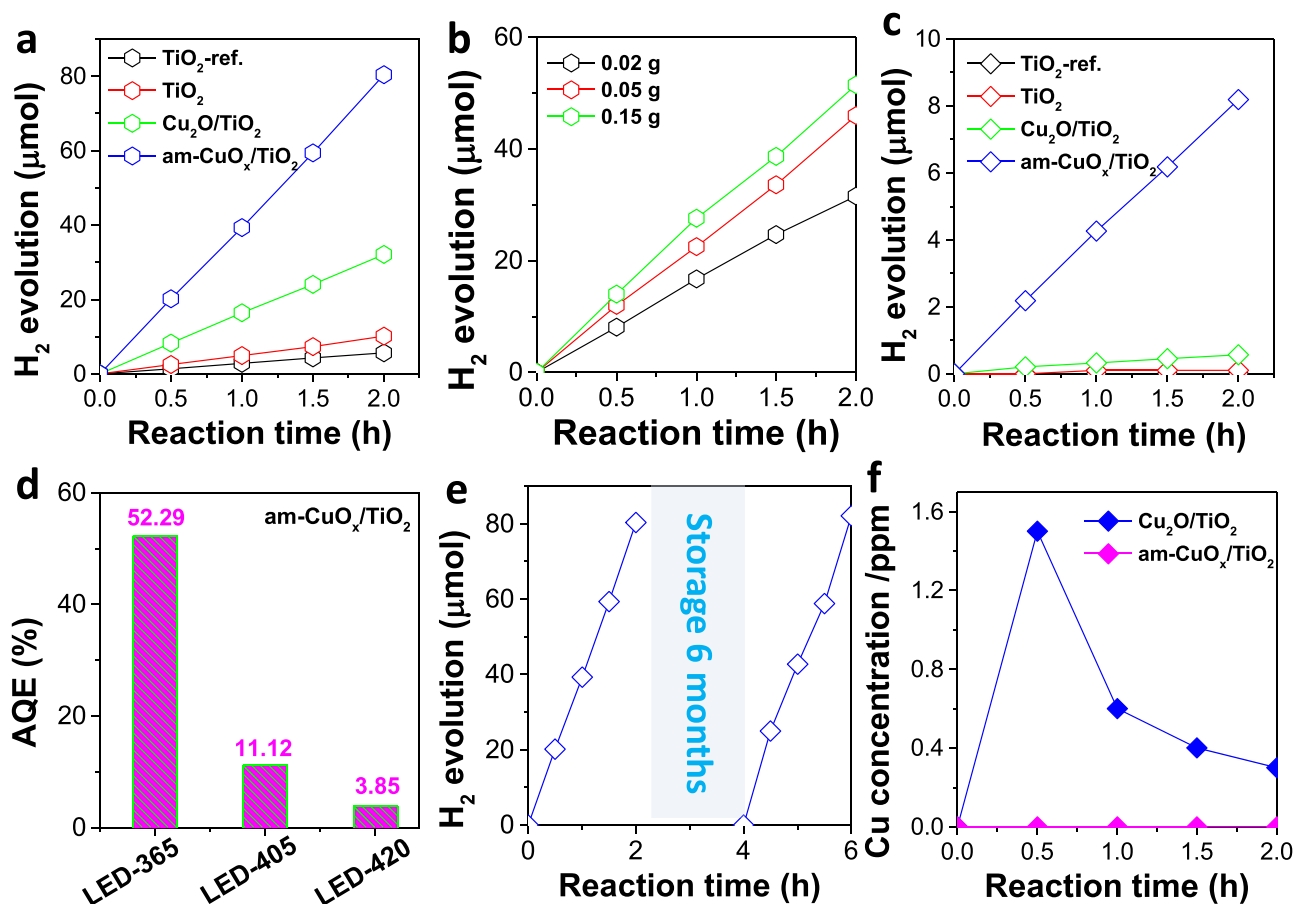 a
TiO₂-ref.
TiO₂
Cu₂O/TiO₂
am-CuOₓ/TiO₂
H₂ evolution (μmol)
80
60
40
20
0
0.0 0.5 1.0 1.5 2.0
Reaction time (h)
b
0.02 g
0.05 g
0.15 g
H₂ evolution (μmol)
60
40
20
0
0.0 0.5 1.0 1.5 2.0
Reaction time (h)
c
TiO₂-ref.
TiO₂
Cu₂O/TiO₂
am-CuOₓ/TiO₂
H₂ evolution (μmol)
10
8
6
4
2
0
0.0 0.5 1.0 1.5 2.0
Reaction time (h)
d
am-CuOₓ/TiO₂
AQE (%)
60
40
20
0
52.29
11.12
3.85
LED-365 LED-405 LED-420
e
H₂ evolution (μmol)
80
60
40
20
0
Storage 6 months
0 2 4 6
Reaction time (h)
f
Cu₂O/TiO₂
am-CuOₓ/TiO₂
Cu concentration /ppm
1.6
1.2
0.8
0.4
0.0
0.0 0.5 1.0 1.5 2.0
Reaction time (h)